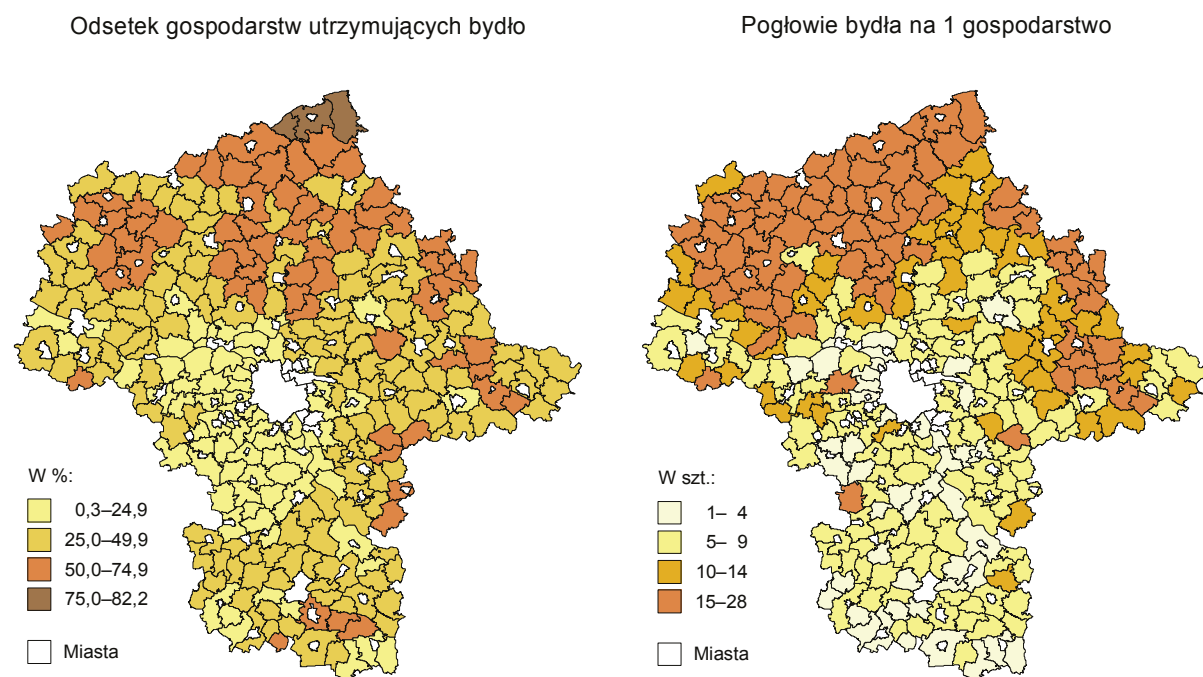 Odsetek gospodarstw utrzymujących bydło
Pogłowie bydła na 1 gospodarstwo
W %:
0,3–24,9
25,0–49,9
50,0–74,9
75,0–82,2
Miasta
W szt.:
1– 4
5– 9
10–14
15–28
Miasta